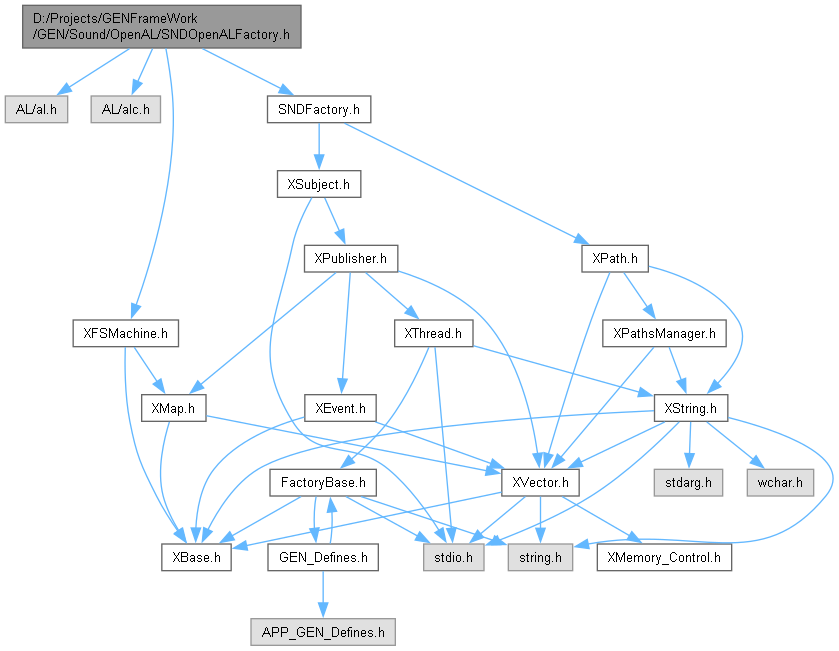 D:/Projects/GENFrameWork
/GEN/Sound/OpenAL/SNDOpenALFactory.h
AL/al.h
AL/alc.h
SNDFactory.h
XSubject.h
XPublisher.h
XPath.h
XFSMachine.h
XThread.h
XPathsManager.h
XMap.h
XEvent.h
XString.h
FactoryBase.h
XVector.h
stdarg.h
wchar.h
XBase.h
GEN_Defines.h
stdio.h
string.h
XMemory_Control.h
APP_GEN_Defines.h